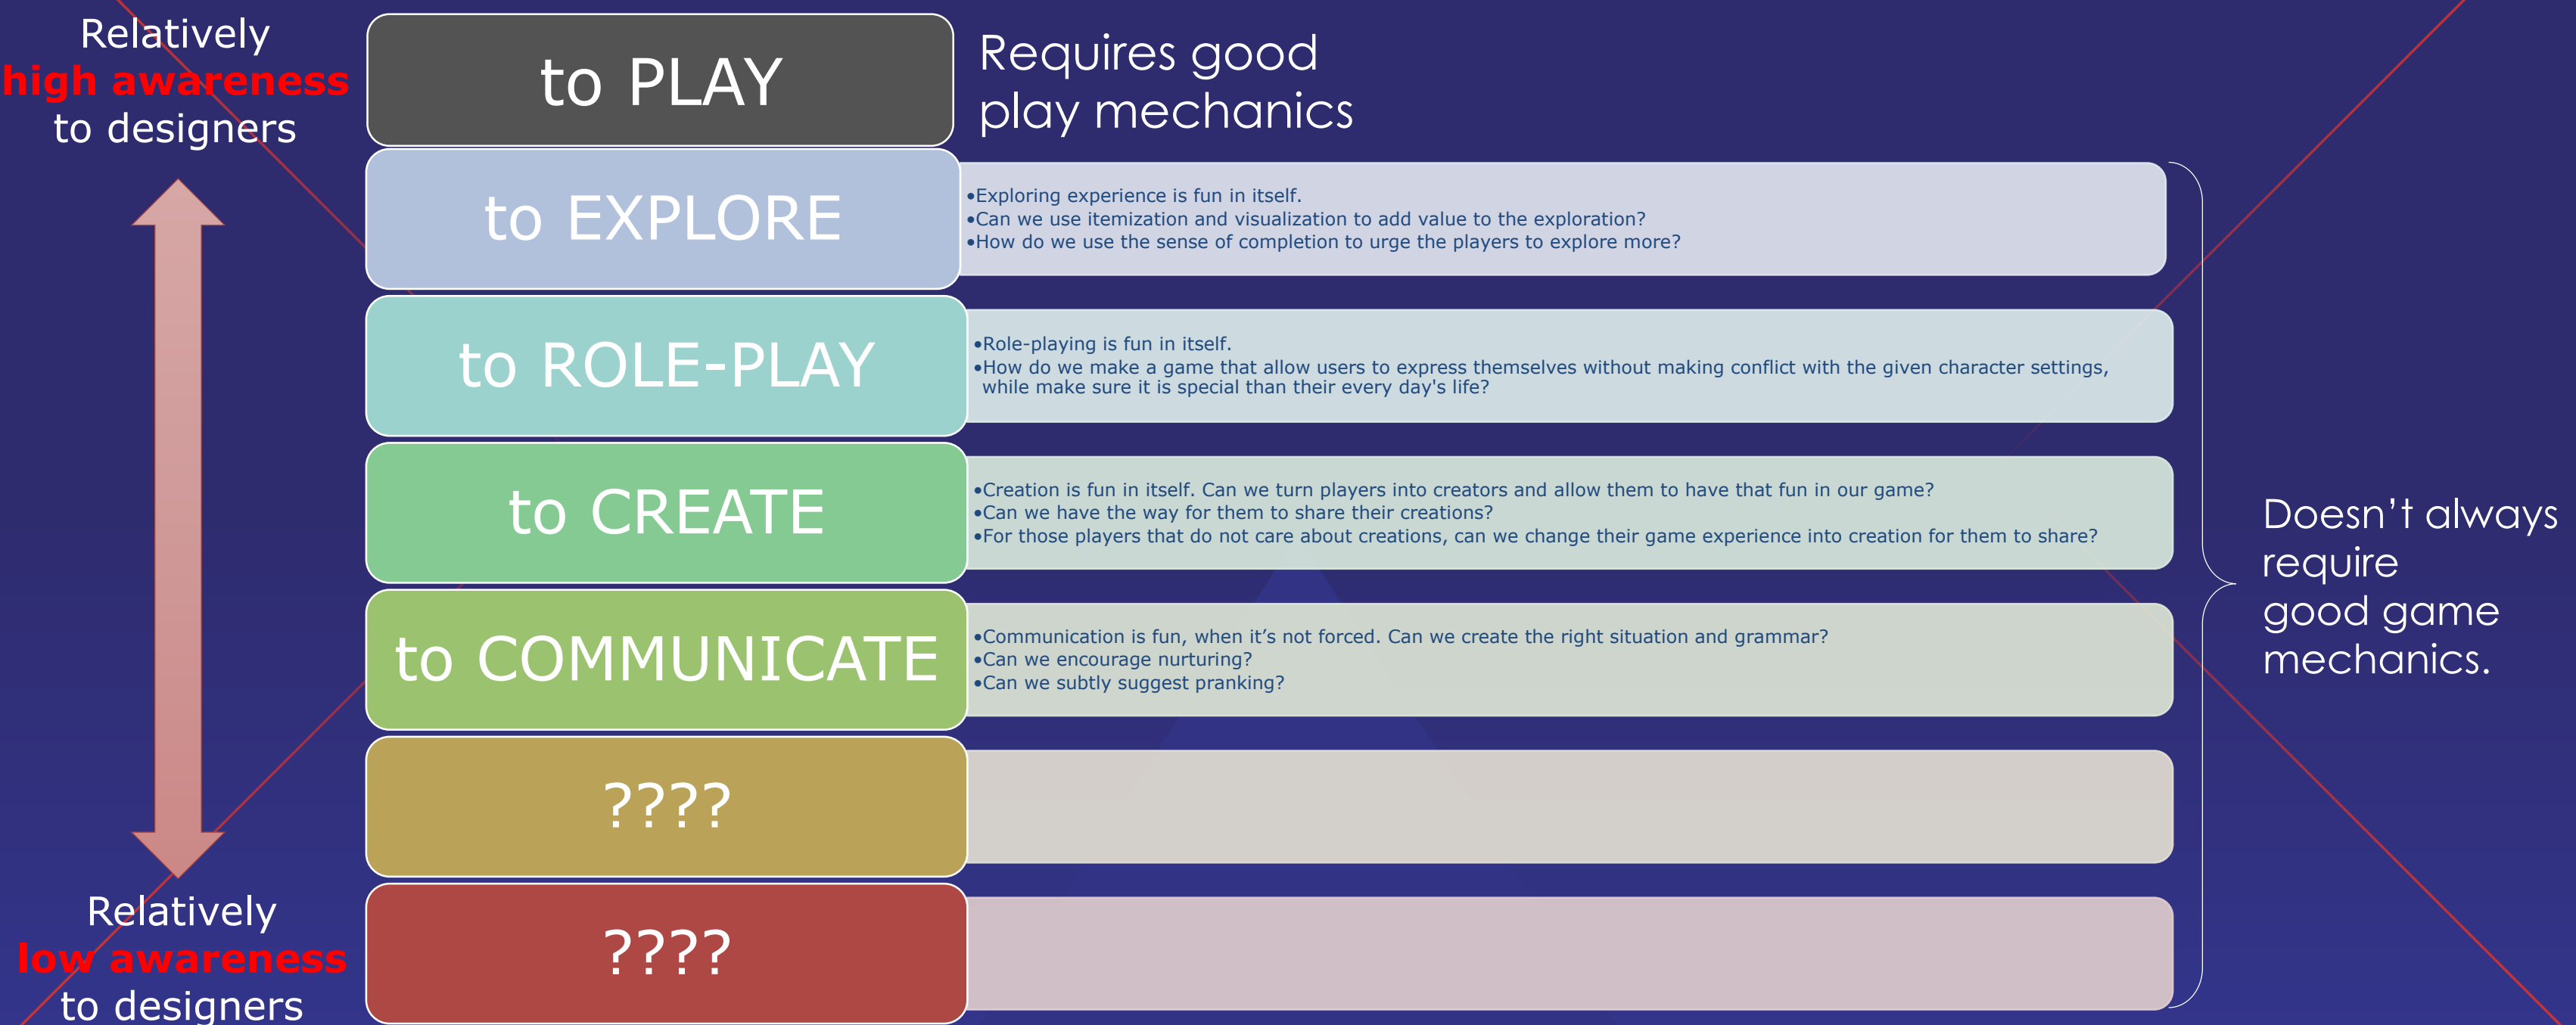 Relatively
high awareness
to designers
to PLAY
Requires good
play mechanics
to EXPLORE
•Exploring experience is fun in itself.
•Can we use itemization and visualization to add value to the exploration?
•How do we use the sense of completion to urge the players to explore more?
to ROLE-PLAY
•Role-playing is fun in itself.
•How do we make a game that allow users to express themselves without making conflict with the given character settings,
while make sure it is special than their every day's life?
to CREATE
•Creation is fun in itself. Can we turn players into creators and allow them to have that fun in our game?
•Can we have the way for them to share their creations?
•For those players that do not care about creations, can we change their game experience into creation for them to share?
to COMMUNICATE
•Communication is fun, when it’s not forced. Can we create the right situation and grammar?
•Can we encourage nurturing?
•Can we subtly suggest pranking?
????
????
Doesn’t always
require
good game
mechanics.
Relatively
low awareness
to designers